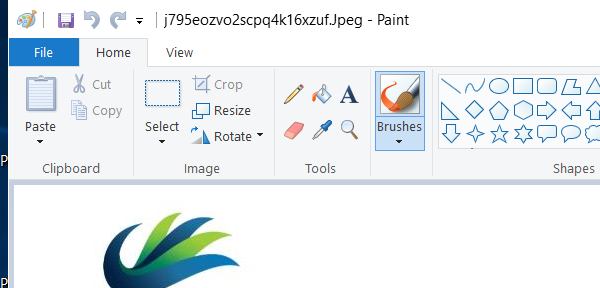 j795eozvo2scpq4k16xzuf.Jpeg - Paint
File Home View
Paste
Cut
Copy
Clipboard
Select
Crop
Resize
Rotate
Image
A
Tools
Brushes
Shapes
P
P